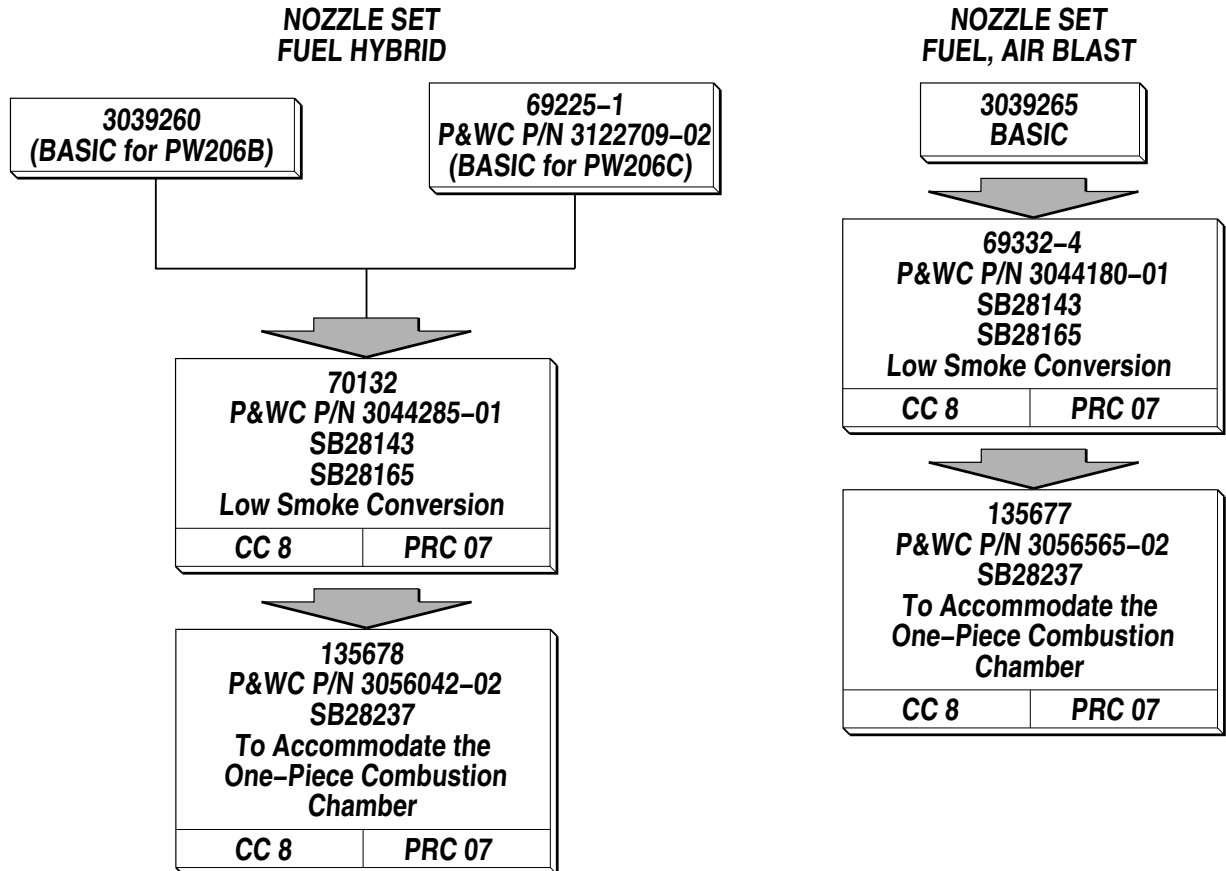 NOZZLE SET
FUEL HYBRID
3039260
(BASIC for PW206B)
69225–1
P&WC P/N 3122709–02
(BASIC for PW206C)
70132
P&WC P/N 3044285–01
SB28143
SB28165
Low Smoke Conversion
CC 8
PRC 07
135678
P&WC P/N 3056042–02
SB28237
To Accommodate the
One–Piece Combustion
Chamber
CC 8
PRC 07
NOZZLE SET
FUEL, AIR BLAST
3039265
BASIC
69332–4
P&WC P/N 3044180–01
SB28143
SB28165
Low Smoke Conversion
CC 8
PRC 07
135677
P&WC P/N 3056565–02
SB28237
To Accommodate the
One–Piece Combustion
Chamber
CC 8
PRC 07